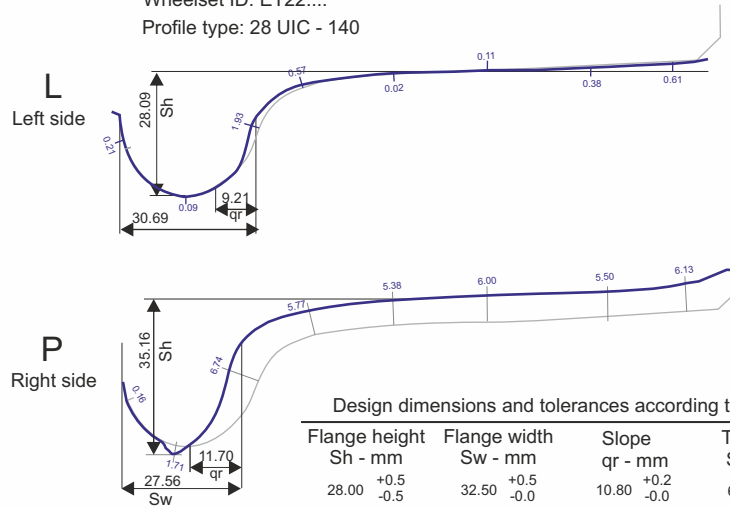 Wheelset ID: ET22....
Profile type: 28 UIC - 140
L
Left side
28.09
Sh
0.21
0.09
30.69
9.21
qr
1.93
0.57
0.02
0.11
0.38
0.61
P
Right side
35.16
Sh
0.16
1.71
27.56
Sw
11.70
qr
6.74
5.77
5.38
6.00
5.50
6.13
Design dimensions and tolerances according t
Flange height Flange width Slope T
Sh - mm Sw - mm qr - mm S
28.00 +0.5 -0.5 32.50 +0.5 -0.0 10.80 +0.2 -0.0 6